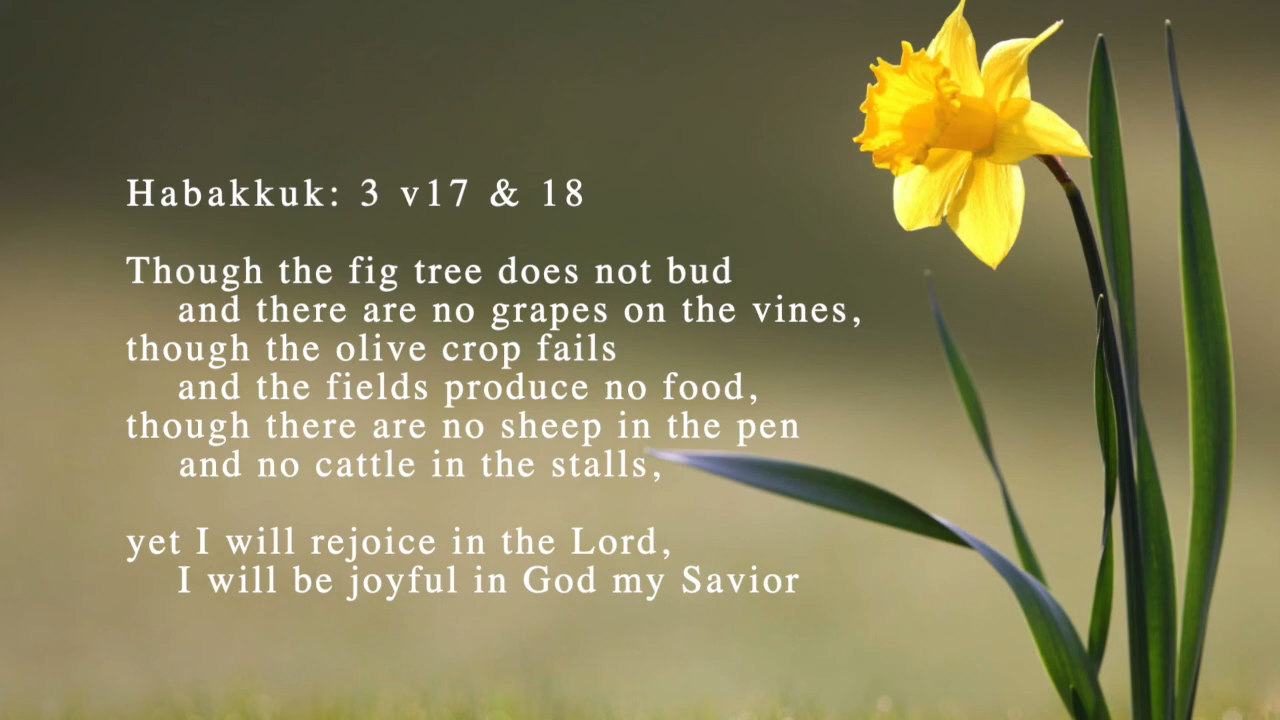 Habakkuk: 3 v17 & 18
Though the fig tree does not bud
and there are no grapes on the vines,
though the olive crop fails
and the fields produce no food,
though there are no sheep in the pen
and no cattle in the stalls,
yet I will rejoice in the Lord,
I will be joyful in God my Savior